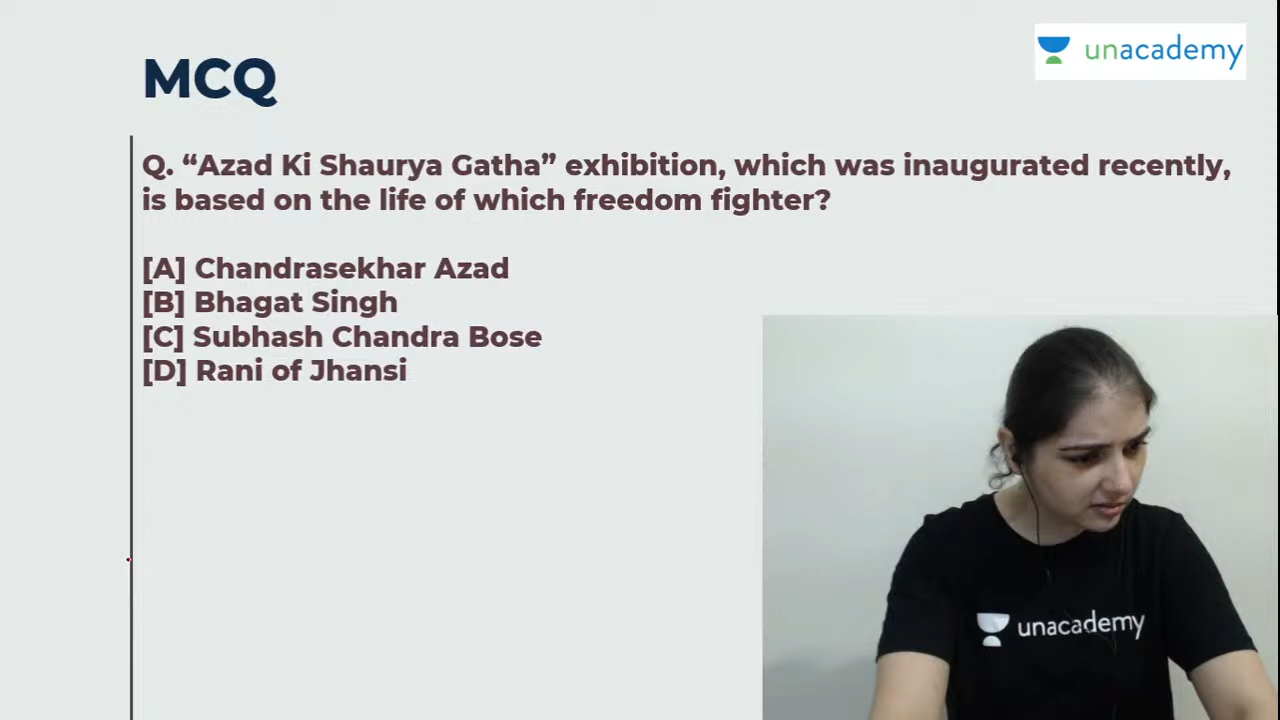 unacademy
MCQ
Q. “Azad Ki Shaurya Gatha” exhibition, which was inaugurated recently,
is based on the life of which freedom fighter?
[A] Chandrasekhar Azad
[B] Bhagat Singh
[C] Subhash Chandra Bose
[D] Rani of Jhansi
unacademy